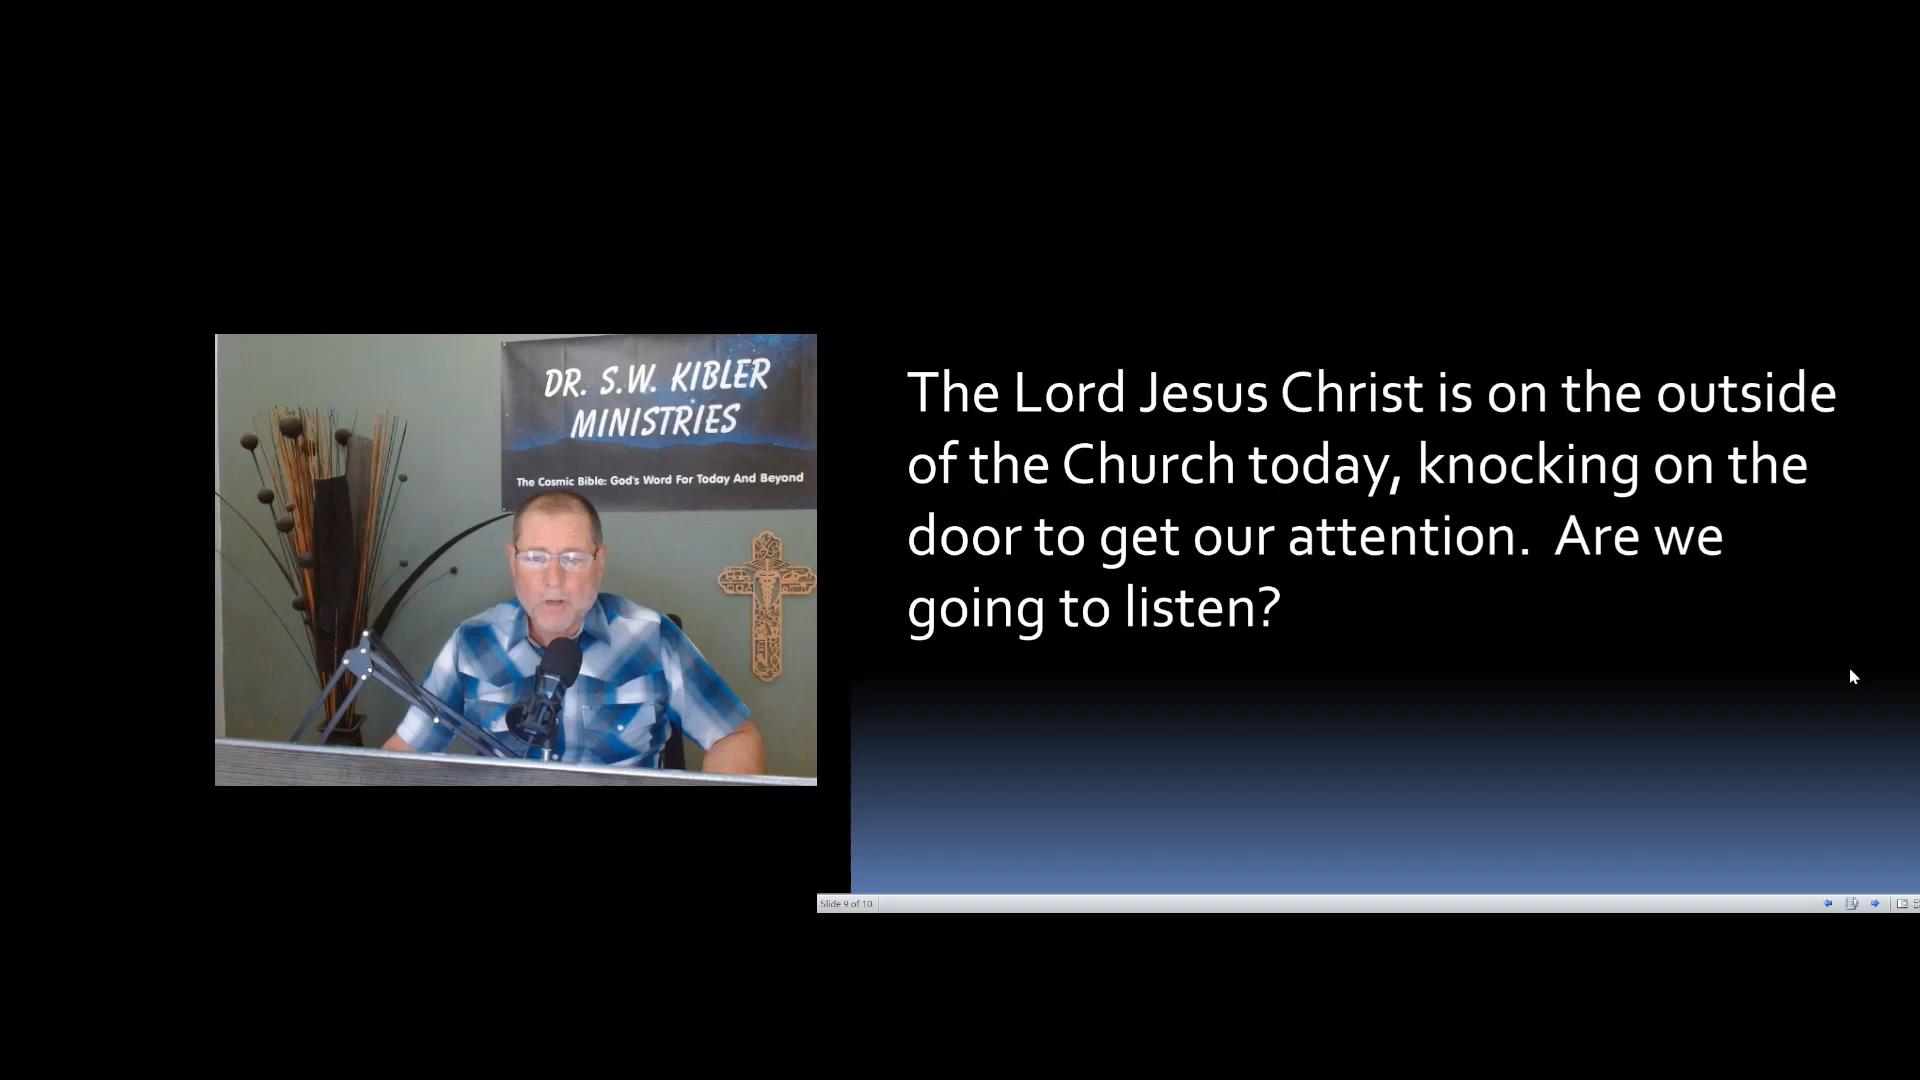 DR. S.W. KIBLER
MINISTRIES
The Cosmic Bible: God's Word For Today And Beyond
The Lord Jesus Christ is on the outside
of the Church today, knocking on the
door to get our attention.  Are we
going to listen?
Slide 9 of 10